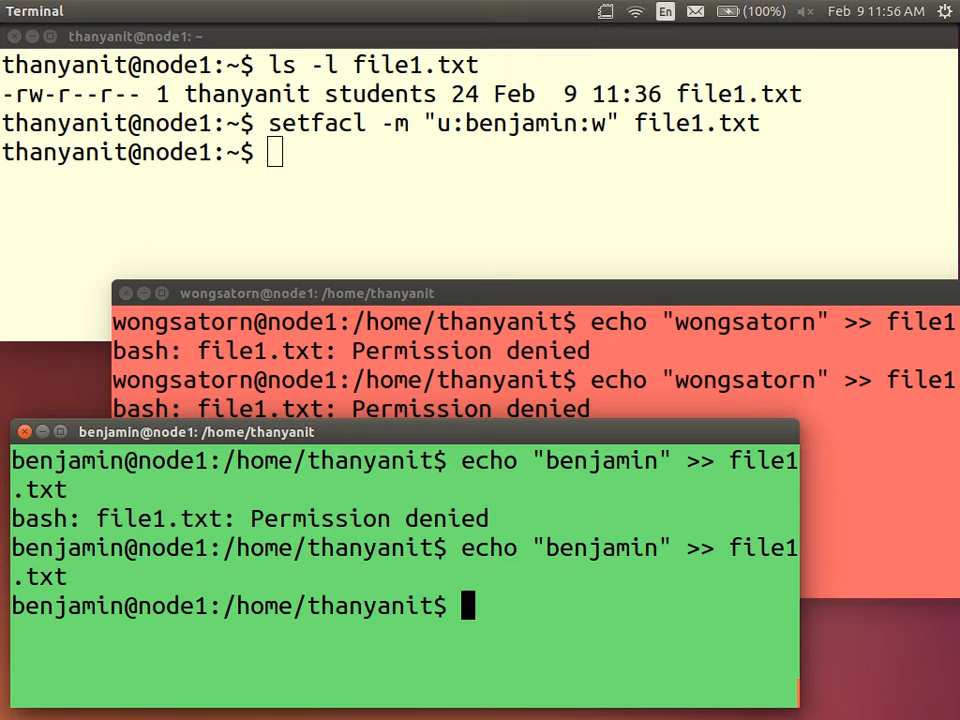 Terminal
En
(100%)
Feb 9 11:56 AM
thanyanit@node1: ~
thanyanit@node1:~$ ls -l file1.txt
-rw-r--r-- 1 thanyanit students 24 Feb  9 11:36 file1.txt
thanyanit@node1:~$ setfacl -m "u:benjamin:w" file1.txt
thanyanit@node1:~$
wongsatorn@node1: /home/thanyanit
wongsatorn@node1:/home/thanyanit$ echo "wongsatorn" >> file1
bash: file1.txt: Permission denied
wongsatorn@node1:/home/thanyanit$ echo "wongsatorn" >> file1
bash: file1.txt: Permission denied
benjamin@node1: /home/thanyanit
benjamin@node1:/home/thanyanit$ echo "benjamin" >> file1
.txt
bash: file1.txt: Permission denied
benjamin@node1:/home/thanyanit$ echo "benjamin" >> file1
.txt
benjamin@node1:/home/thanyanit$